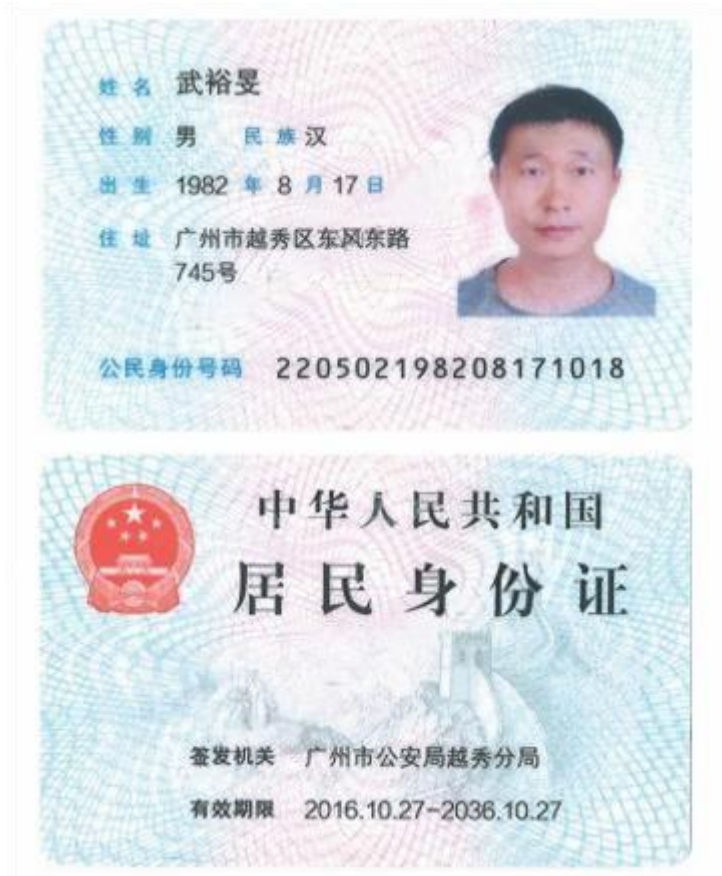 姓名 武裕旻
性别 男 民族 汉
出生 1982 年 8 月 17 日
住址 广州市越秀区东风东路
745号
公民身份号码 220502198208171018
中华人民共和国
居民身份证
签发机关 广州市公安局越秀分局
有效期限 2016.10.27-2036.10.27